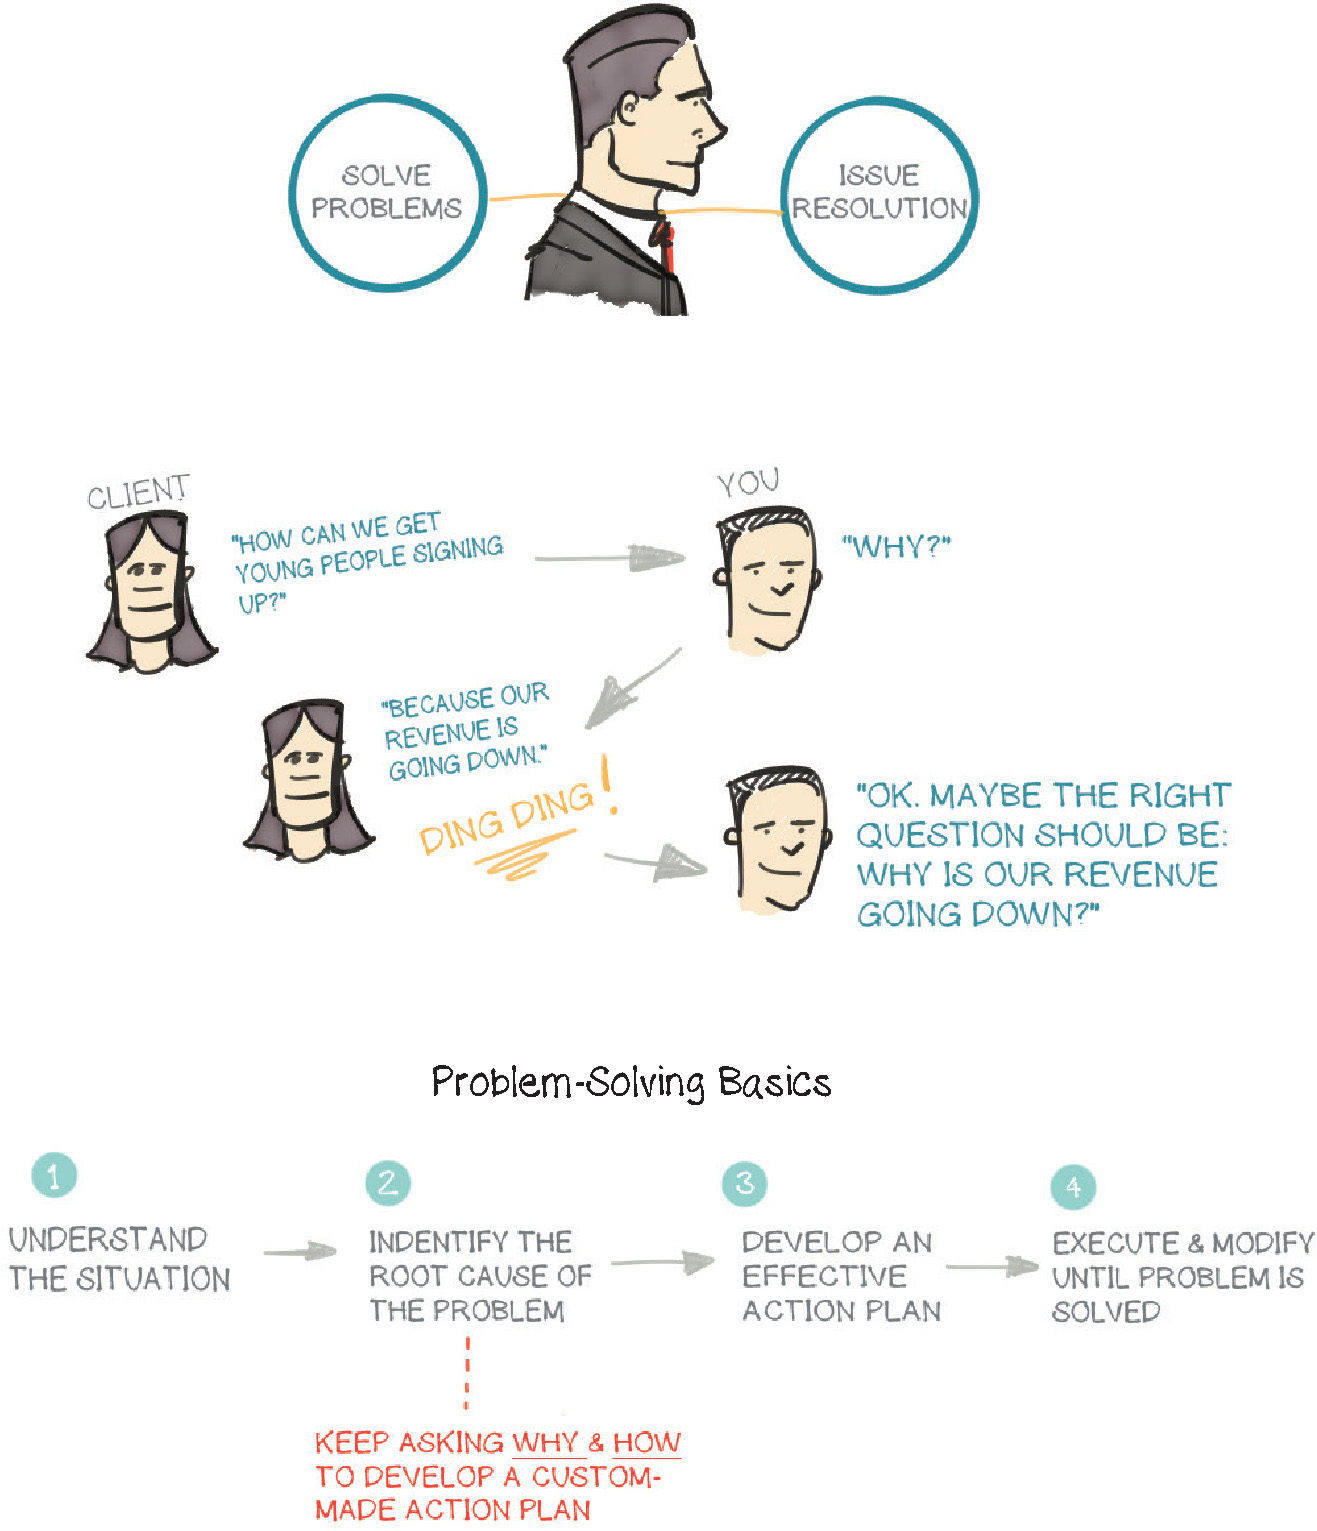 SOLVE
PROBLEMS
ISSUE
RESOLUTION
CLIENT
"HOW CAN WE GET
YOUNG PEOPLE SIGNING
UP?"
YOU
"WHY?"
"BECAUSE OUR
REVENUE IS
GOING DOWN."
DING DING!
"OK. MAYBE THE RIGHT
QUESTION SHOULD BE:
WHY IS OUR REVENUE
GOING DOWN?"
Problem-Solving Basics
1
UNDERSTAND
THE SITUATION
2
INDENTIFY THE
ROOT CAUSE OF
THE PROBLEM
3
DEVELOP AN
EFFECTIVE
ACTION PLAN
4
EXECUTE & MODIFY
UNTIL PROBLEM IS
SOLVED
KEEP ASKING WHY & HOW
TO DEVELOP A CUSTOM-
MADE ACTION PLAN